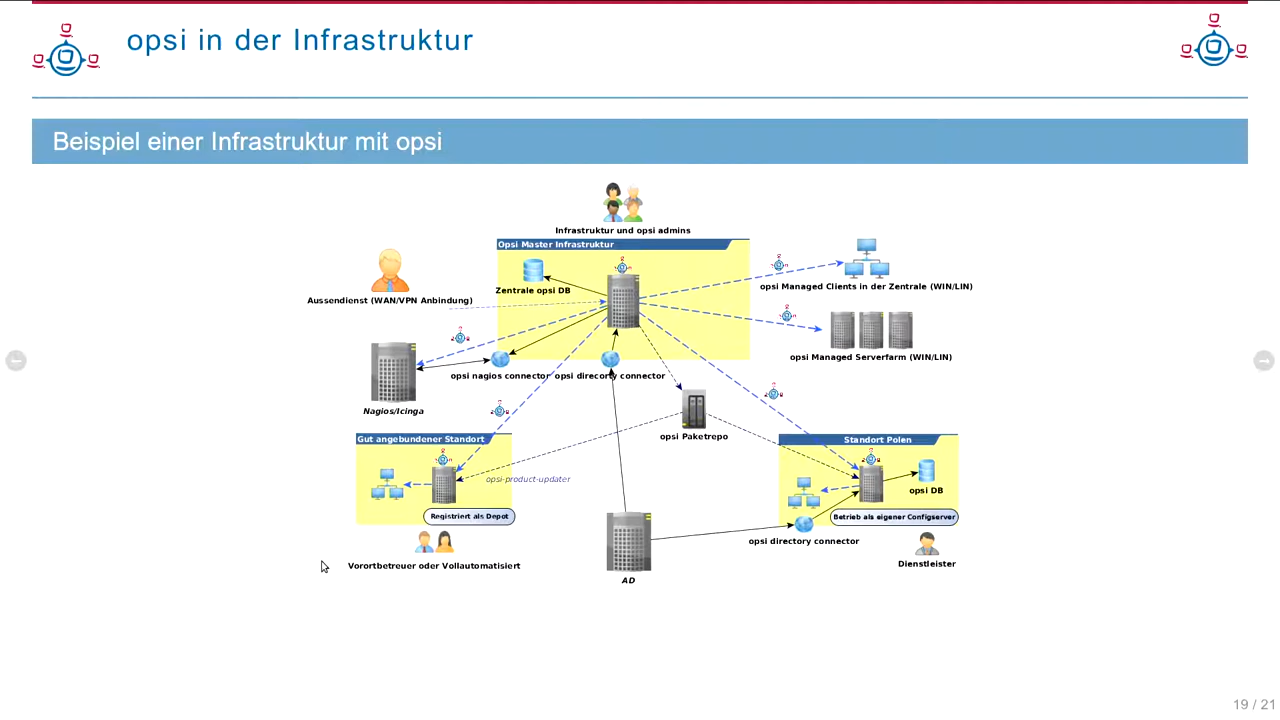 opsi in der Infrastruktur
Beispiel einer Infrastruktur mit opsi
Infrastruktur und opsi admins
Opsi Master Infrastruktur
Zentrale opsi DB
Aussendienst (WAN/VPN Anbindung)
opsi Managed Clients in der Zentrale (WIN/LIN)
opsi Managed Serverfarm (WIN/LIN)
opsi nagios connector
opsi direcorty connector
Nagios/Icinga
opsi Paketrepo
Gut angebundener Standort
Standort Polen
opsi-product-updater
opsi DB
Registriert als Depot
Betrieb als eigener Configserver
opsi directory connector
Vorortbetreuer oder Vollautomatisiert
Dienstleister
AD
19 / 21